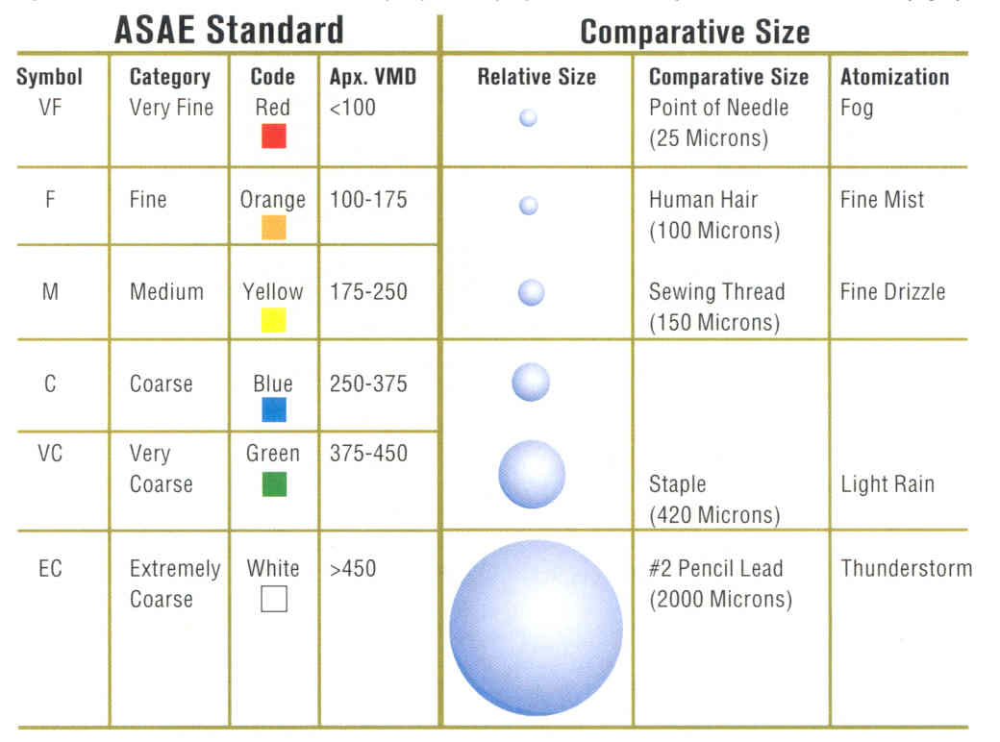 ASAE Standard Comparative Size
Symbol Category Code Apx. VMD Relative Size Comparative Size Atomization
VF Very Fine Red <100 Point of Needle Fog
(25 Microns)
F Fine Orange 100-175 Human Hair Fine Mist
(100 Microns)
M Medium Yellow 175-250 Sewing Thread Fine Drizzle
(150 Microns)
C Coarse Blue 250-375
VC Very Green 375-450
Coarse Staple Light Rain
(420 Microns)
EC Extremely White >450 #2 Pencil Lead Thunderstorm
Coarse (2000 Microns)